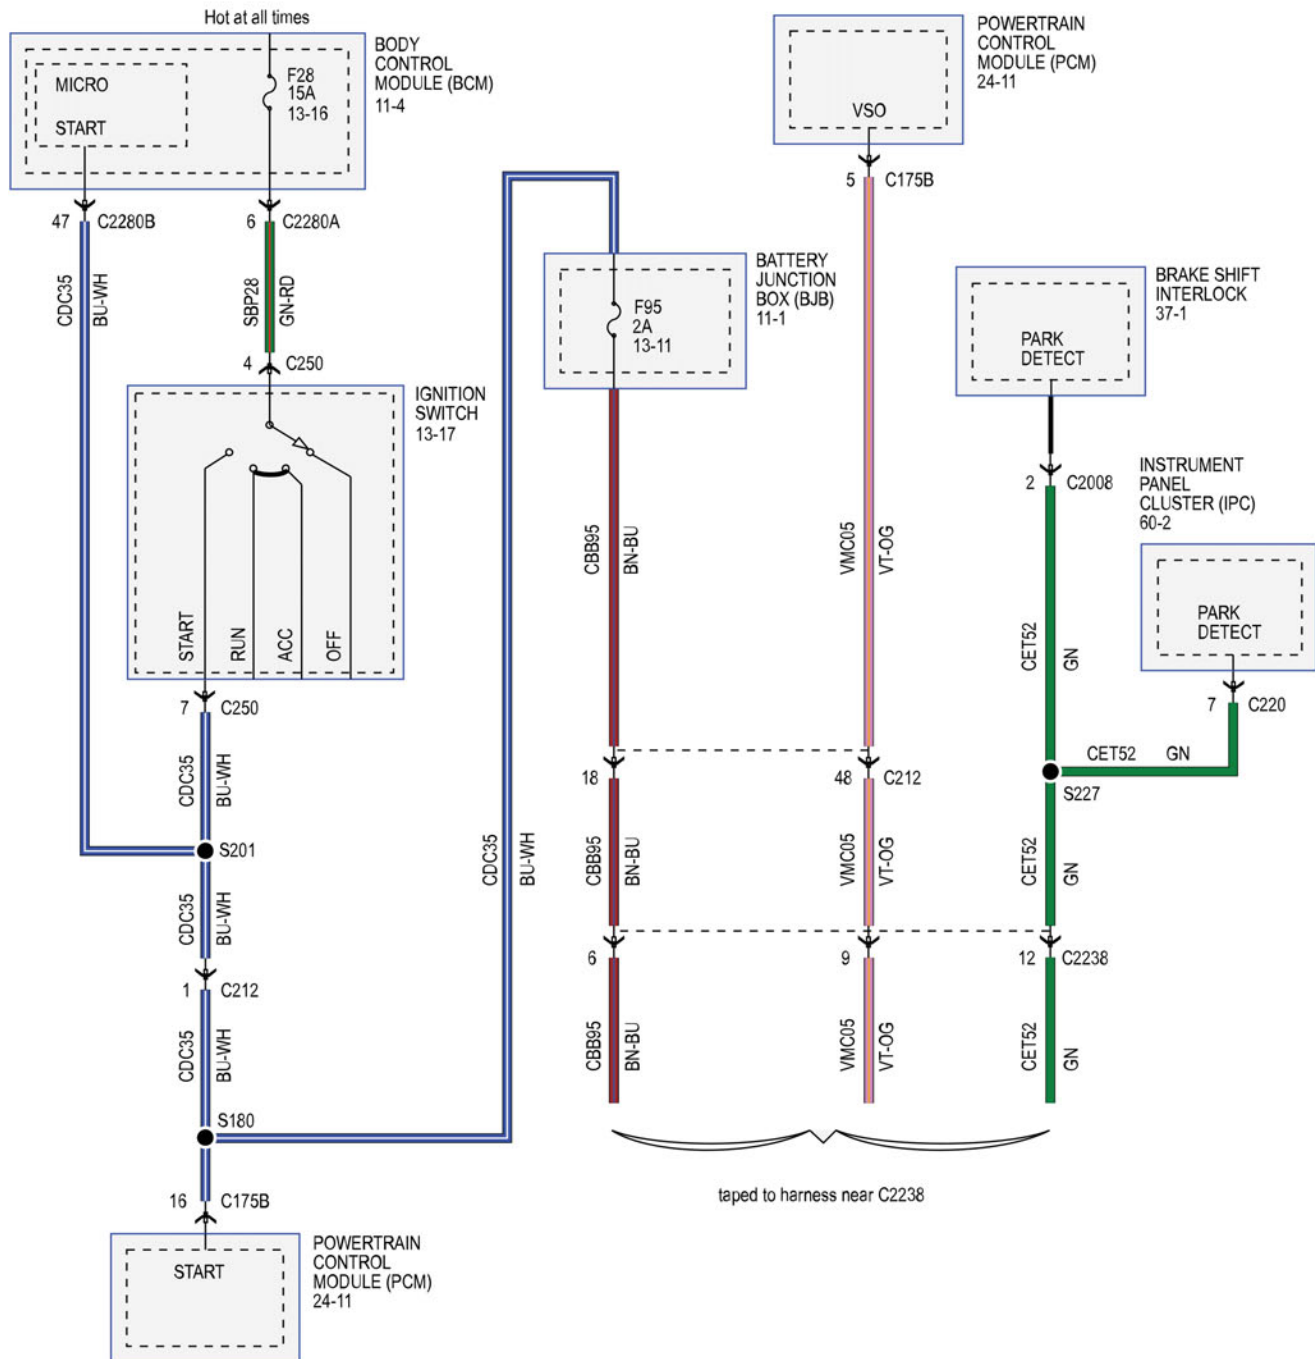 Hot at all times
BODY
CONTROL
MODULE (BCM)
11-4
MICRO
START
F28
15A
13-16
47
C2280B
6
C2280A
CDC35
BU-WH
SBP28
GN-RD
4
C250
IGNITION
SWITCH
13-17
START
RUN
ACC
OFF
7
C250
CDC35
BU-WH
S201
CDC35
BU-WH
1
C212
CDC35
BU-WH
S180
16
C175B
START
POWERTRAIN
CONTROL
MODULE (PCM)
24-11
CDC35
BU-WH
BATTERY
JUNCTION
BOX (BJB)
11-1
F95
2A
13-11
CBB95
BN-BU
18
CBB95
BN-BU
6
CBB95
BN-BU
POWERTRAIN
CONTROL
MODULE (PCM)
24-11
VSO
5
C175B
VMC05
VT-OG
48
C212
VMC05
VT-OG
9
VMC05
VT-OG
BRAKE SHIFT
INTERLOCK
37-1
PARK
DETECT
2
C2008
CET52
GN
INSTRUMENT
PANEL
CLUSTER (IPC)
60-2
PARK
DETECT
7
C220
CET52
GN
S227
CET52
GN
12
C2238
CET52
GN
taped to harness near C2238